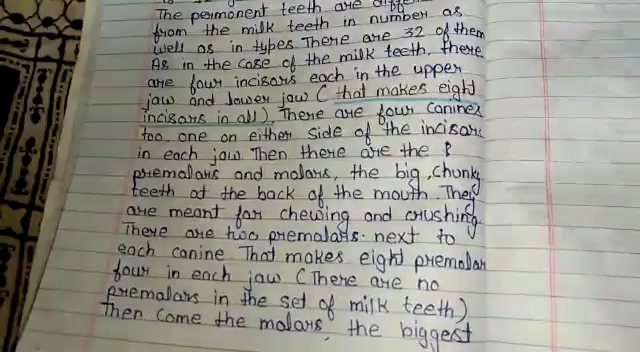 The permanent teeth are
from the milk teeth in number as
well as in types. There are 32 of them
As in the case of the milk teeth, there
are four incisors each in the upper
jaw and lower jaw ( that makes eight
incisors in all). There are four canines
too one on either side of the incisors
in each jaw. Then there are the 8
premolars and molars, the big, chunky
teeth at the back of the mouth. They
are meant for chewing and crushing
There are two premolars. next to
each canine. That makes eight premolar
four in each jaw (There are no
premolars in the set of milk teeth)
Then come the molars, the biggest